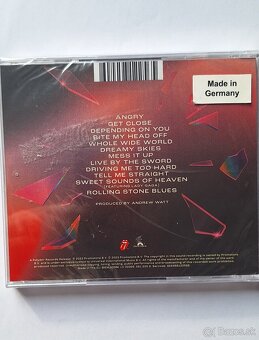 Made in
Germany
ANGRY
GET CLOSE
DEPENDING ON YOU
BITE MY HEAD OFF
WHOLE WIDE WORLD
DREAMY SKIES
MESS IT UP
LIVE BY THE SWORD
DRIVING ME TOO HARD
TELL ME STRAIGHT
SWEET SOUNDS OF HEAVEN
(FEATURING LADY GAGA)
ROLLING STONE BLUES
PRODUCED BY ANDREW WATT
bazos.sk